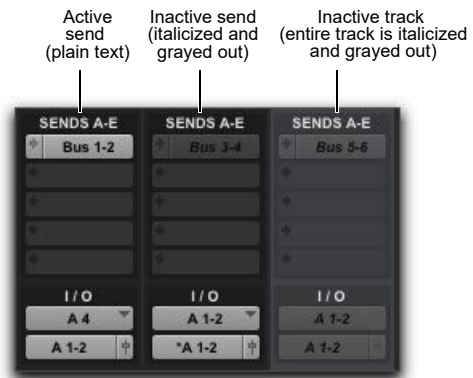 Active
send
(plain text)
Inactive send
(italicized and
grayed out)
Inactive track
(entire track is italicized
and grayed out)
SENDS A-E
Bus 1-2
I / O
A 4
A 1-2
SENDS A-E
Bus 3-4
I / O
A 1-2
*A 1-2
SENDS A-E
Bus 5-6
I / O
A 1-2
A 1-2